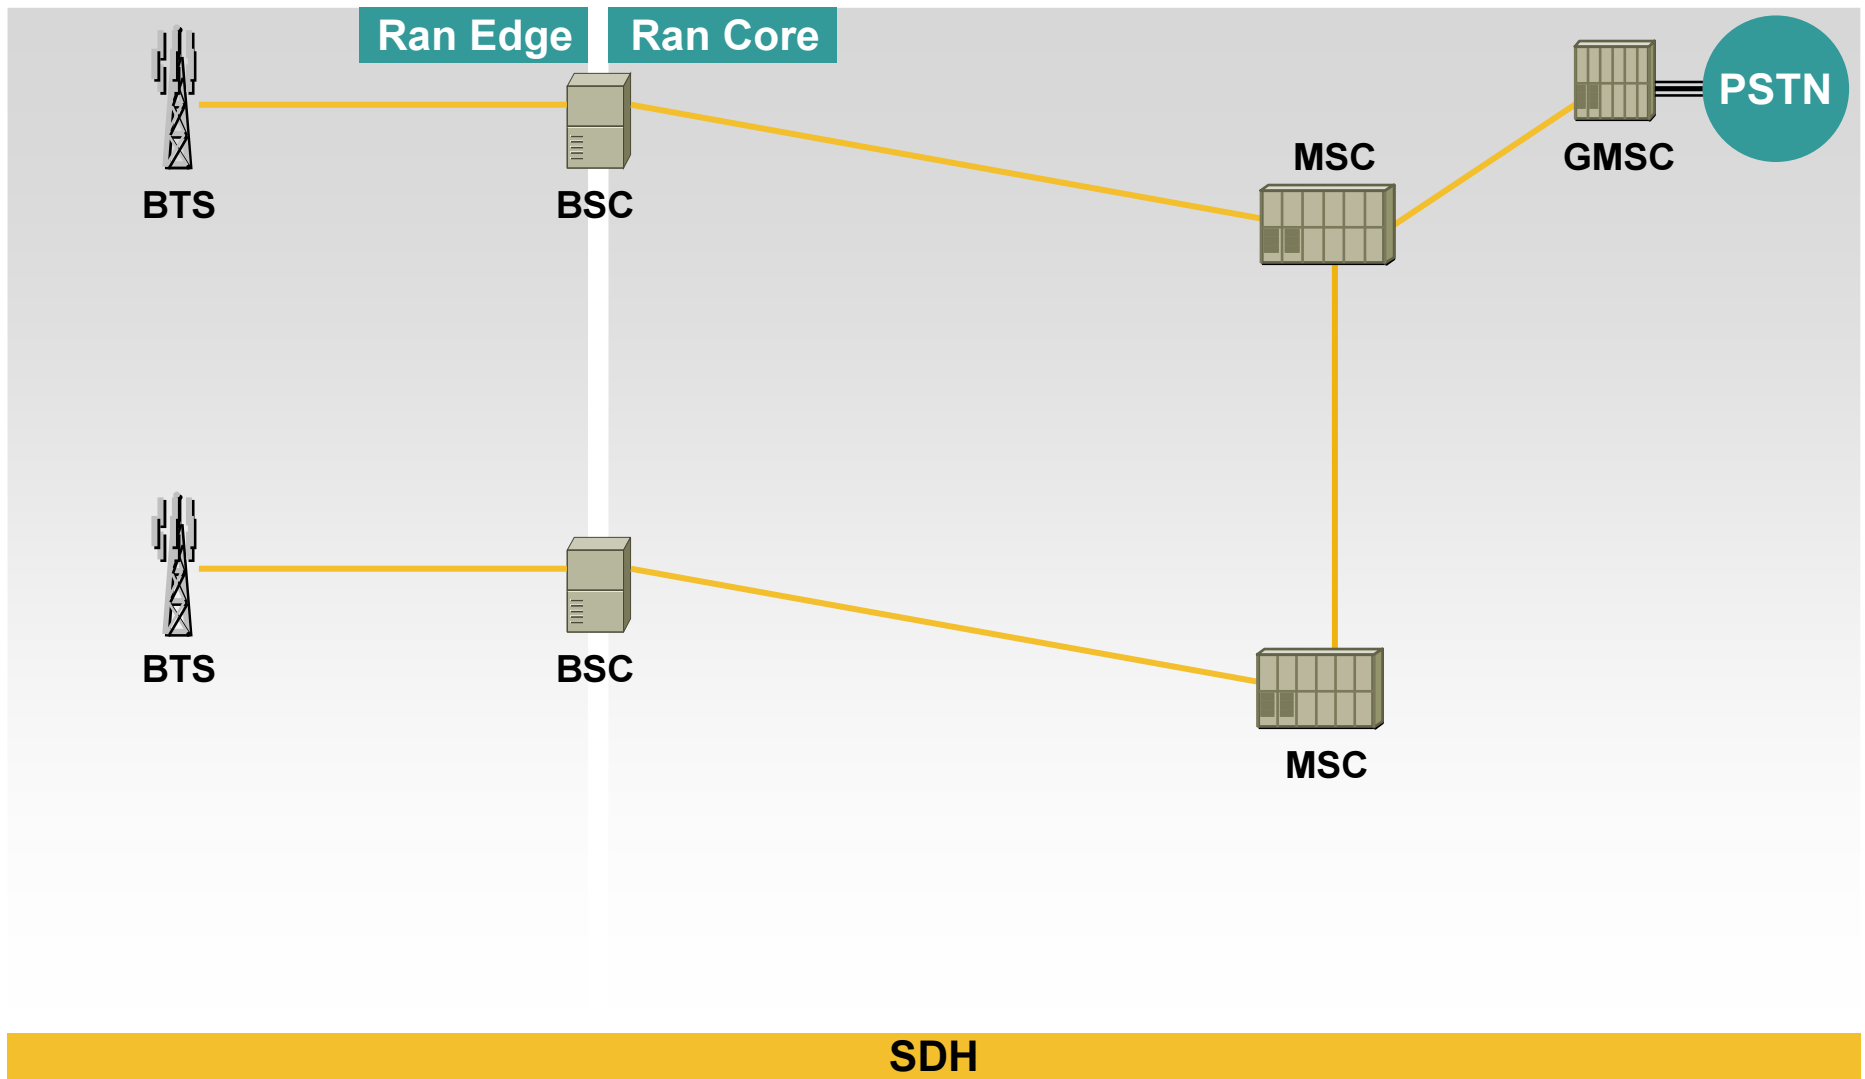 Ran Edge
Ran Core
PSTN
MSC
GMSC
BTS
BSC
BTS
BSC
MSC
SDH